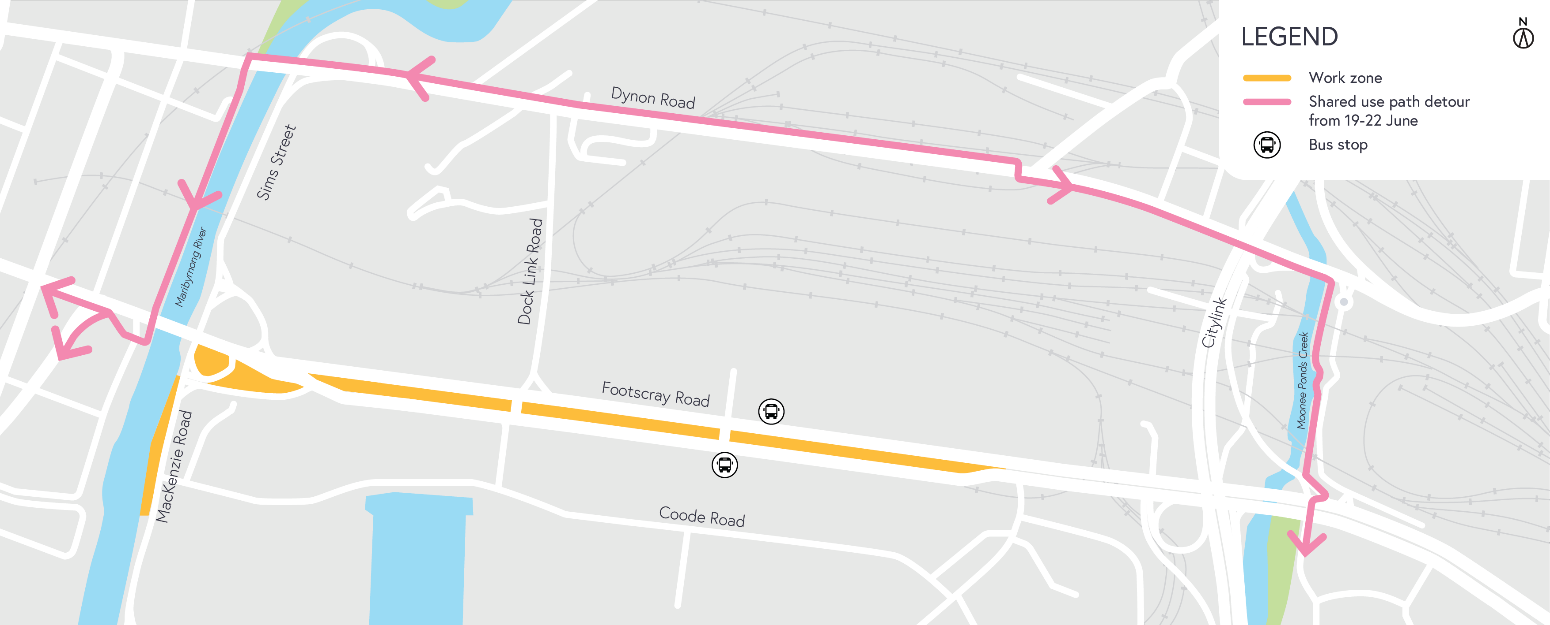 LEGEND
N
Work zone
Shared use path detour
from 19-22 June
Bus stop
Dynon Road
Sims Street
Maribyrnong River
Dock Link Road
Citylink
Moonee Ponds Creek
Footscray Road
MacKenzie Road
Coode Road